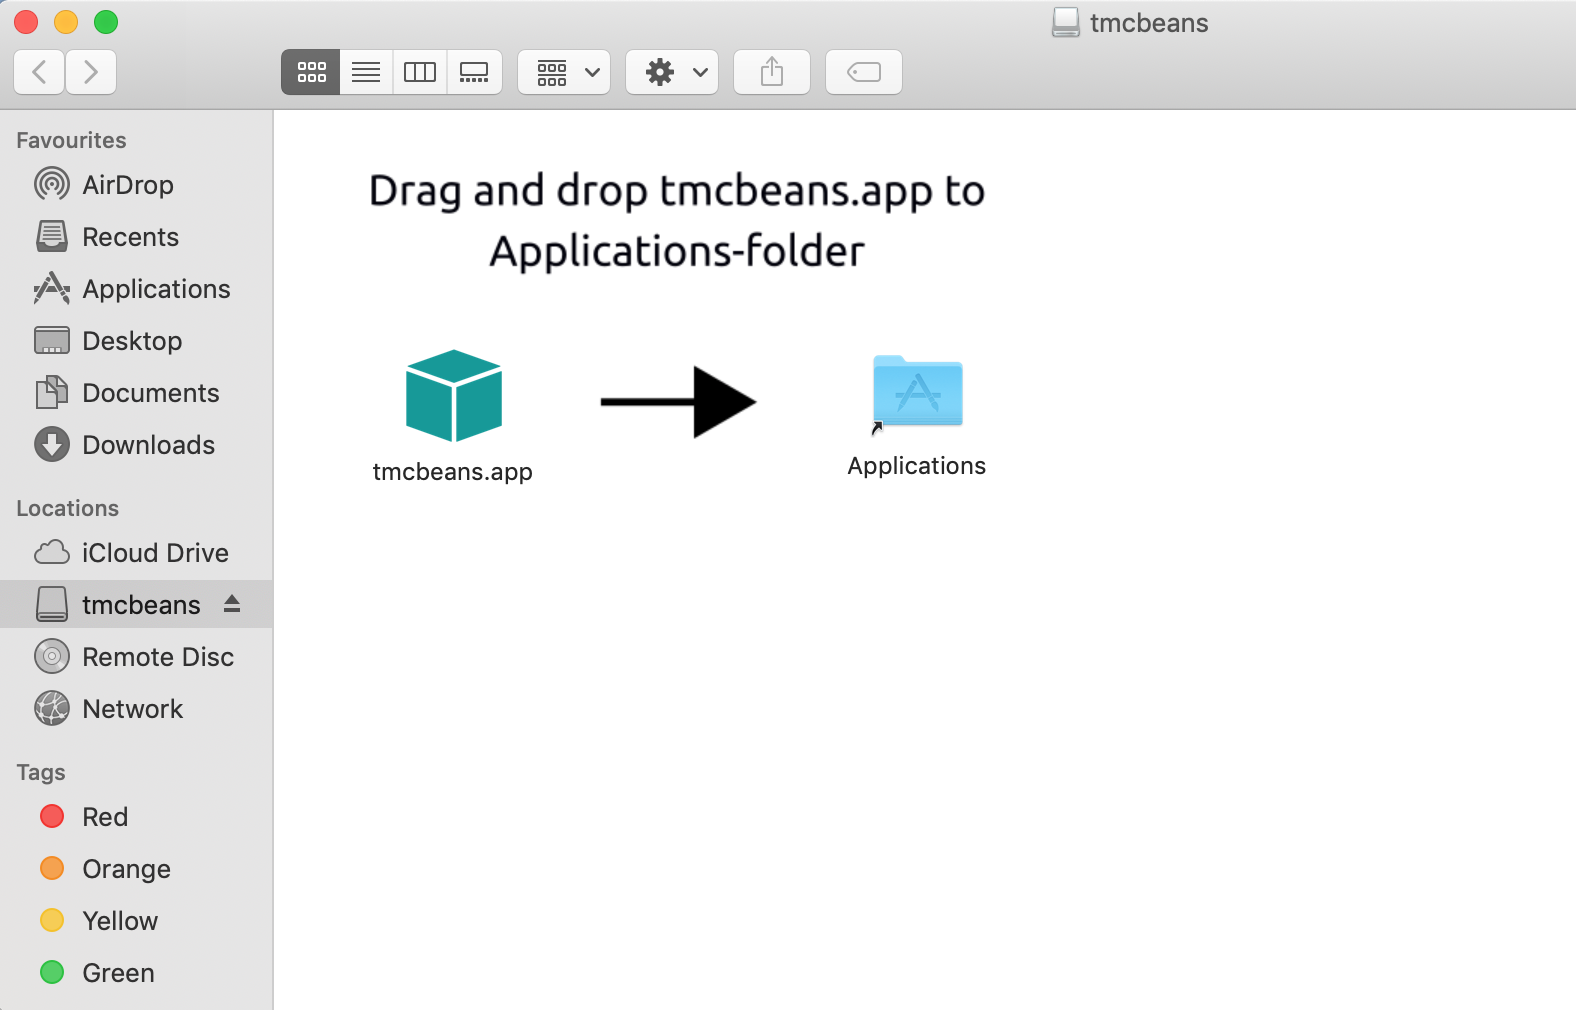 tmcbeans
Favourites
AirDrop
Recents
Applications
Desktop
Documents
Downloads
Locations
iCloud Drive
tmcbeans
Remote Disc
Network
Tags
Red
Orange
Yellow
Green
Drag and drop tmcbeans.app to
Applications-folder
tmcbeans.app
Applications